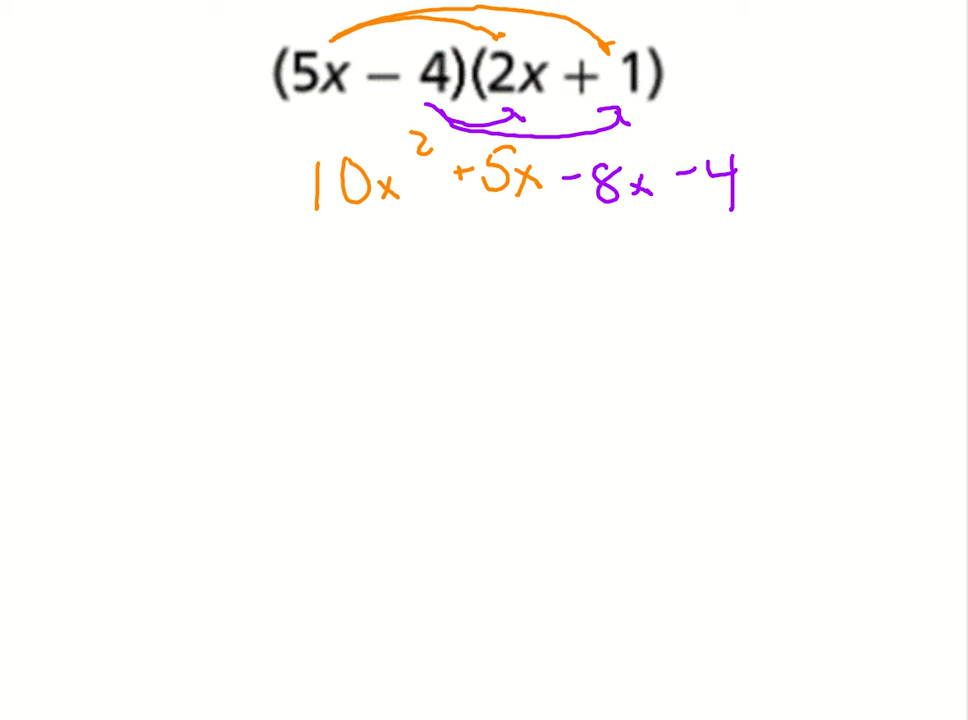 (5x − 4)(2x + 1)
10x² +5x -8x -4